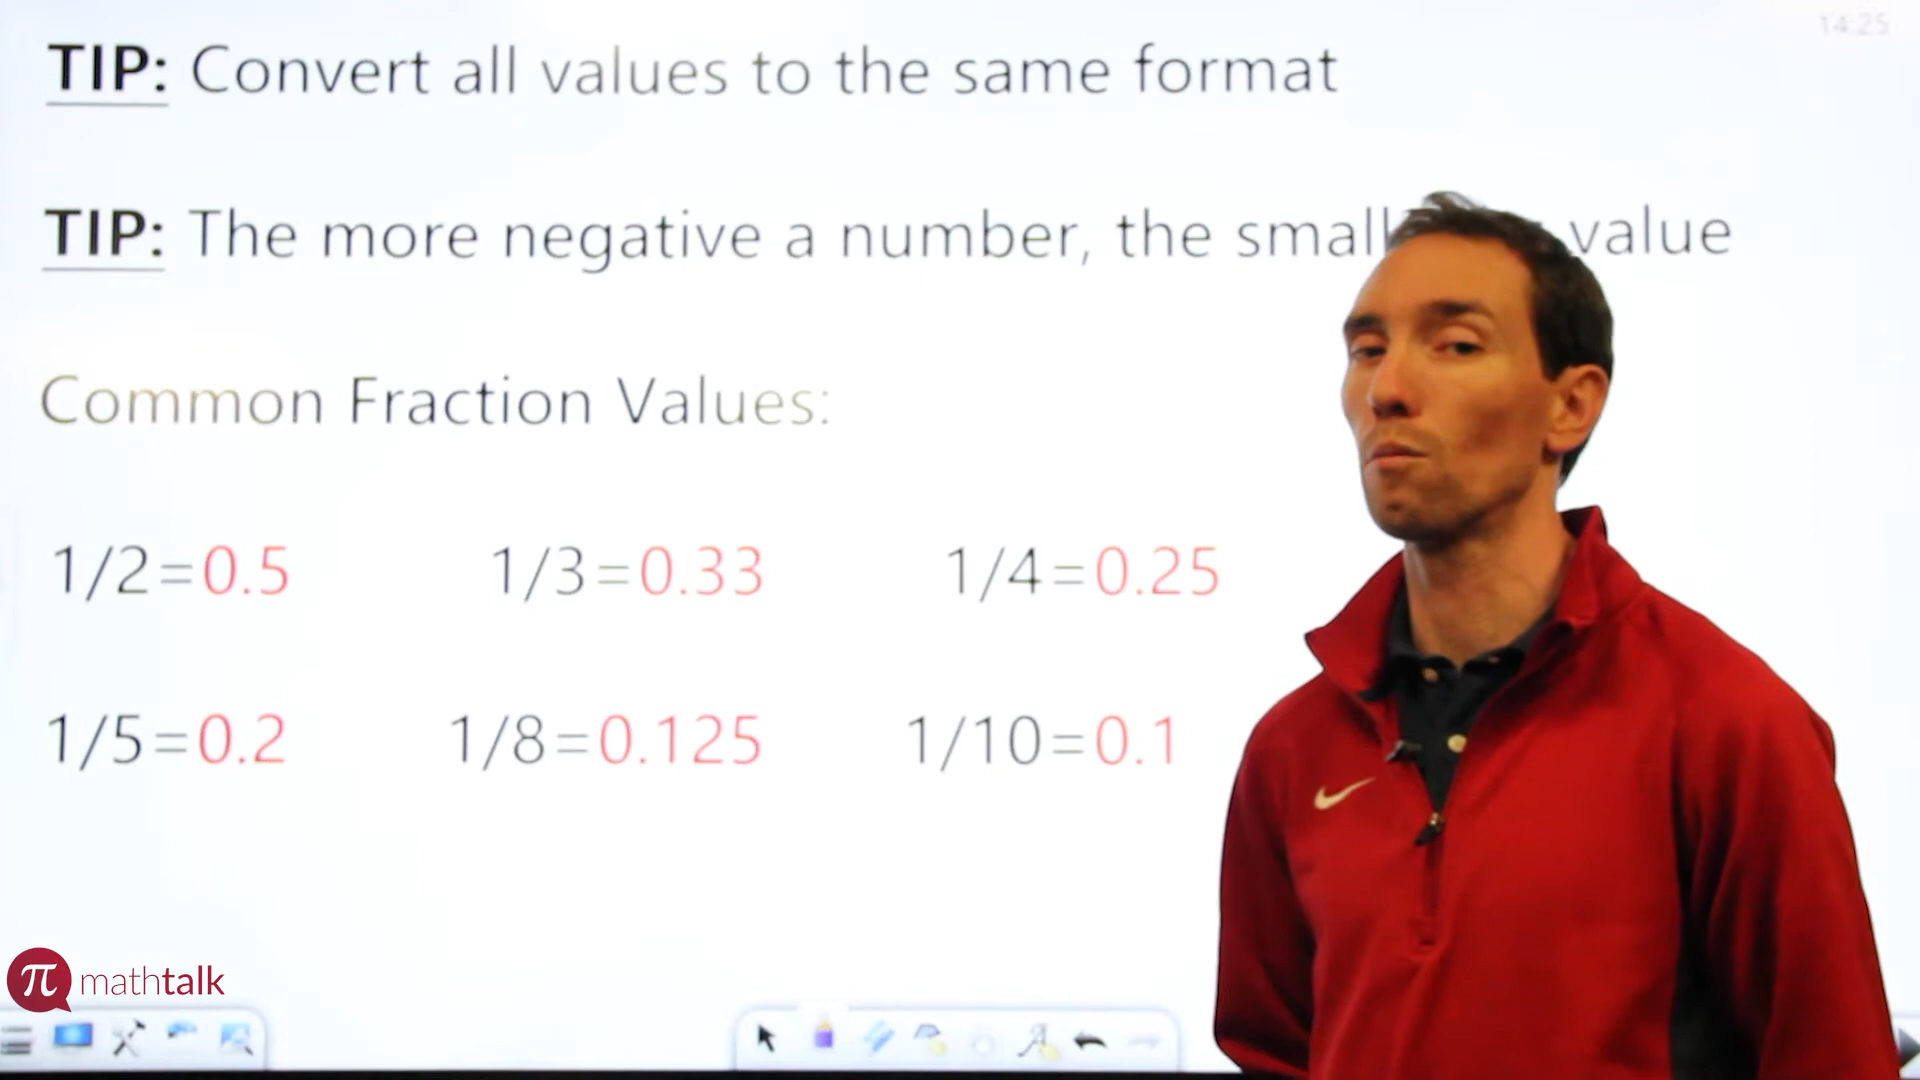 14:25
TIP: Convert all values to the same format
TIP: The more negative a number, the small value
Common Fraction Values:
1/2=0.5 1/3=0.33 1/4=0.25
1/5=0.2 1/8=0.125 1/10=0.1
π mathtalk